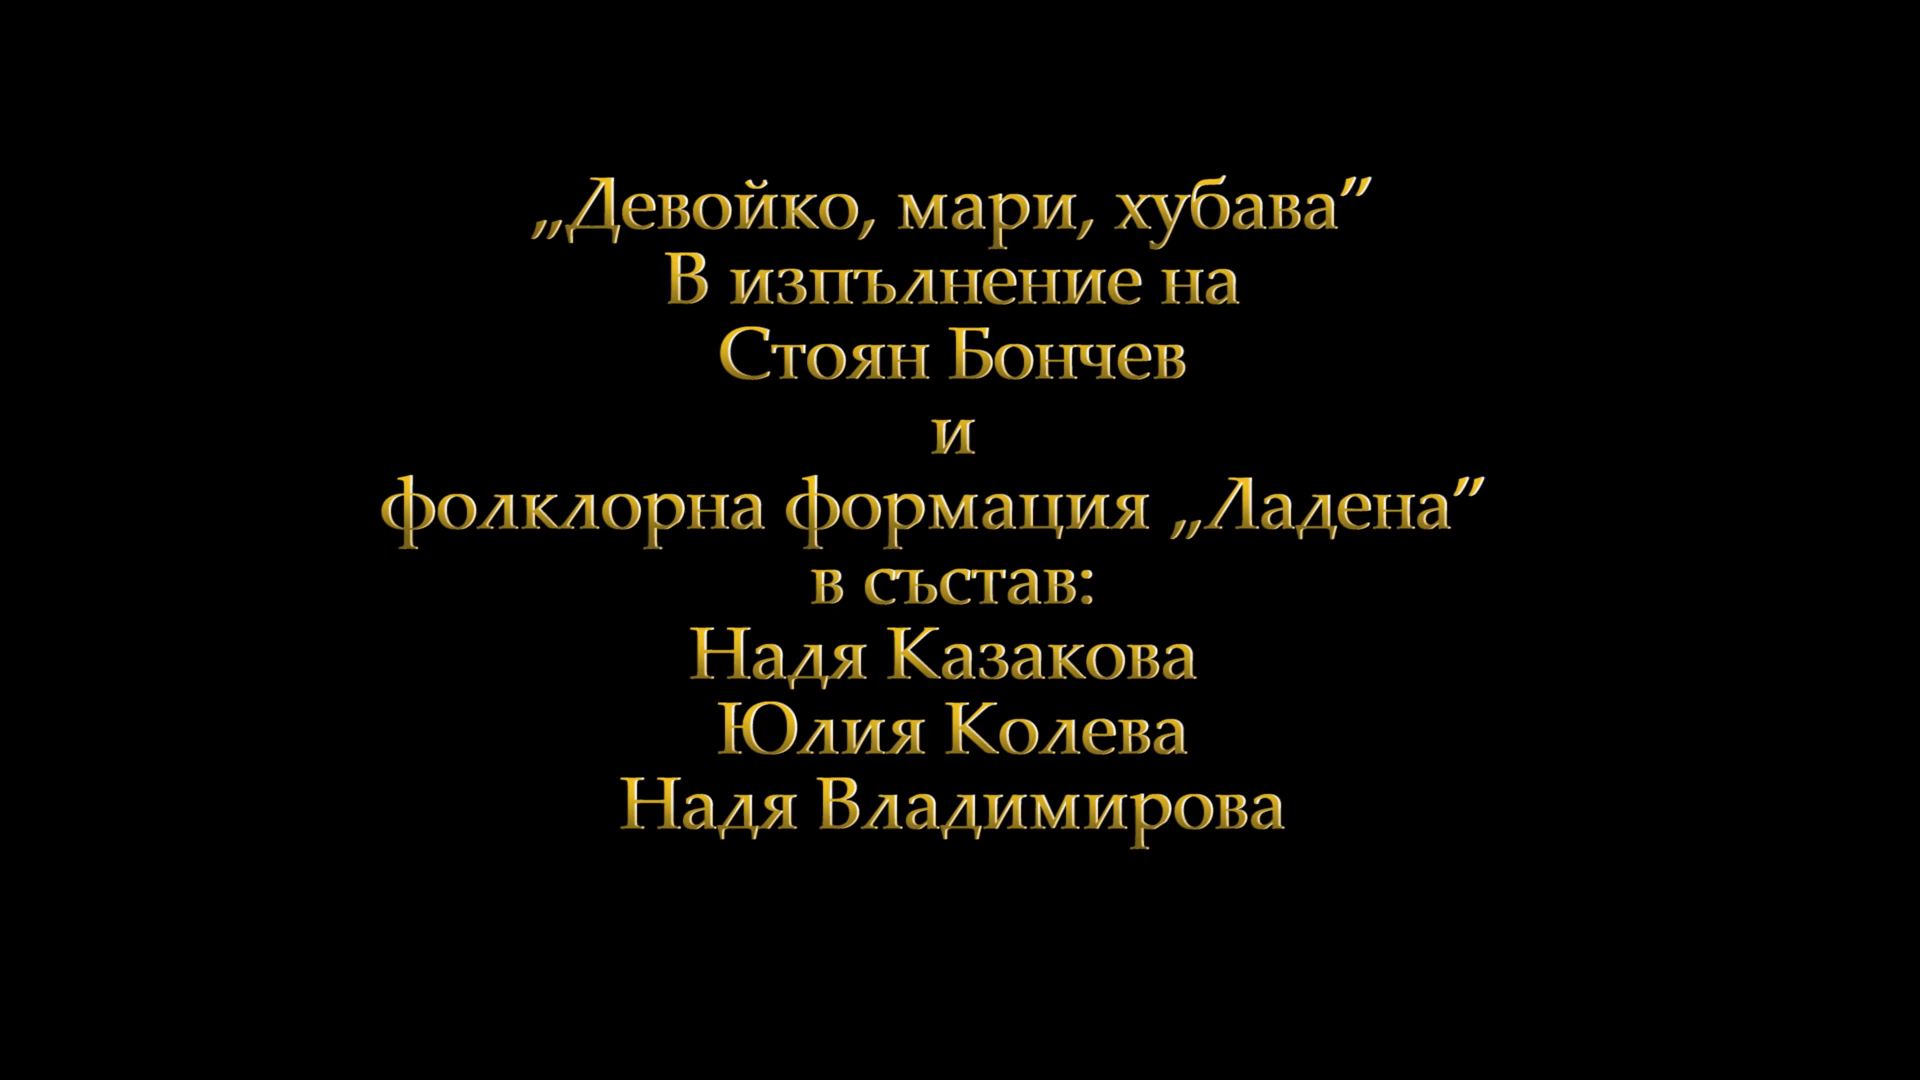 „Девойко, мари, хубава”
В изпълнение на
Стоян Бончев
и
фолклорна формация „Ладена”
в състав:
Надя Казакова
Юлия Колева
Надя Владимирова